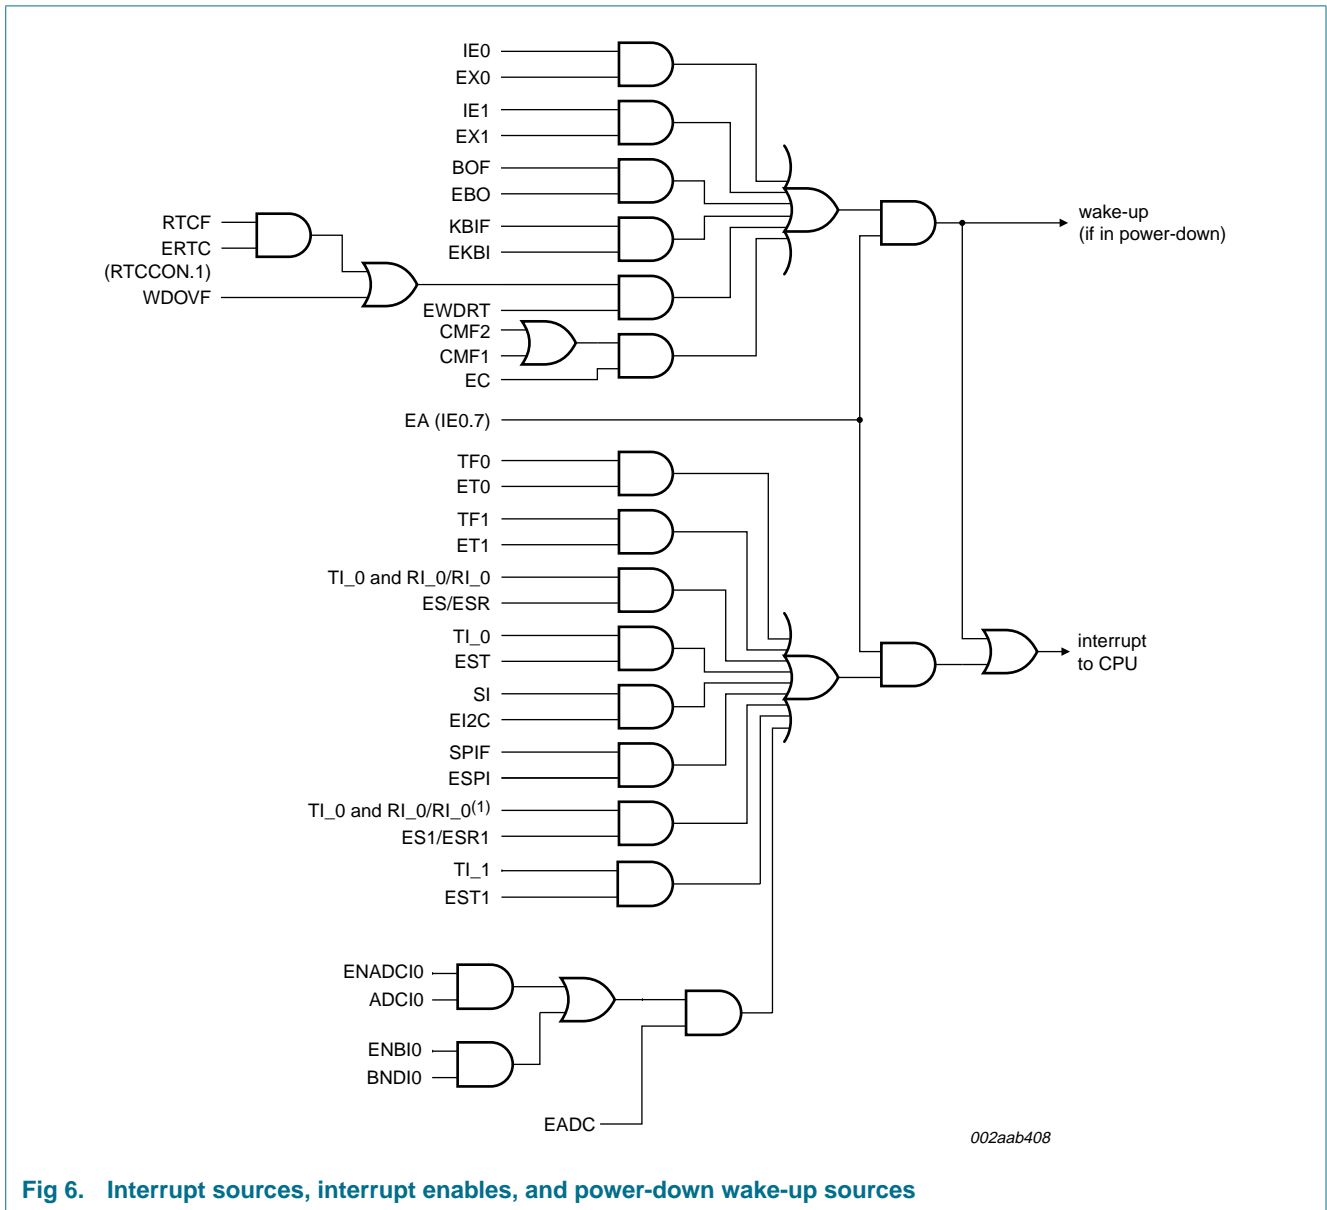 IE0
EX0
IE1
EX1
BOF
EBO
RTCF
KBIF
ERTC
EKBI
(RTCCON.1)
WDOVF
EWDRT
CMF2
CMF1
EC
wake-up
(if in power-down)
EA (IE0.7)
TF0
ET0
TF1
ET1
TI_0 and RI_0/RI_0
ES/ESR
TI_0
EST
interrupt
to CPU
SI
EI2C
SPIF
ESPI
TI_0 and RI_0/RI_0(1)
ES1/ESR1
TI_1
EST1
ENADCI0
ADCI0
ENBI0
BNDI0
EADC
002aab408
Fig 6. Interrupt sources, interrupt enables, and power-down wake-up sources